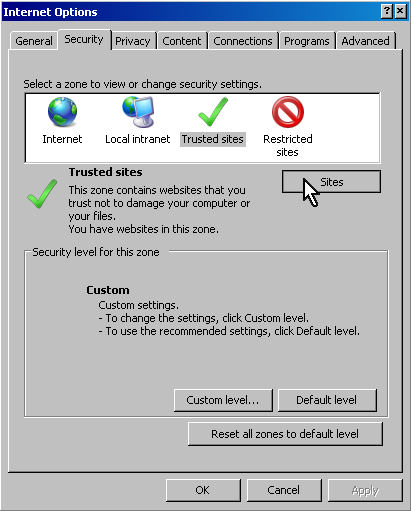 Internet Options
General Security Privacy Content Connections Programs Advanced
Select a zone to view or change security settings.
Internet Local intranet Trusted sites Restricted sites
Trusted sites
Sites
This zone contains websites that you
trust not to damage your computer or
your files.
You have websites in this zone.
Security level for this zone
Custom
Custom settings.
- To change the settings, click Custom level.
- To use the recommended settings, click Default level.
Custom level... Default level
Reset all zones to default level
OK Cancel Apply